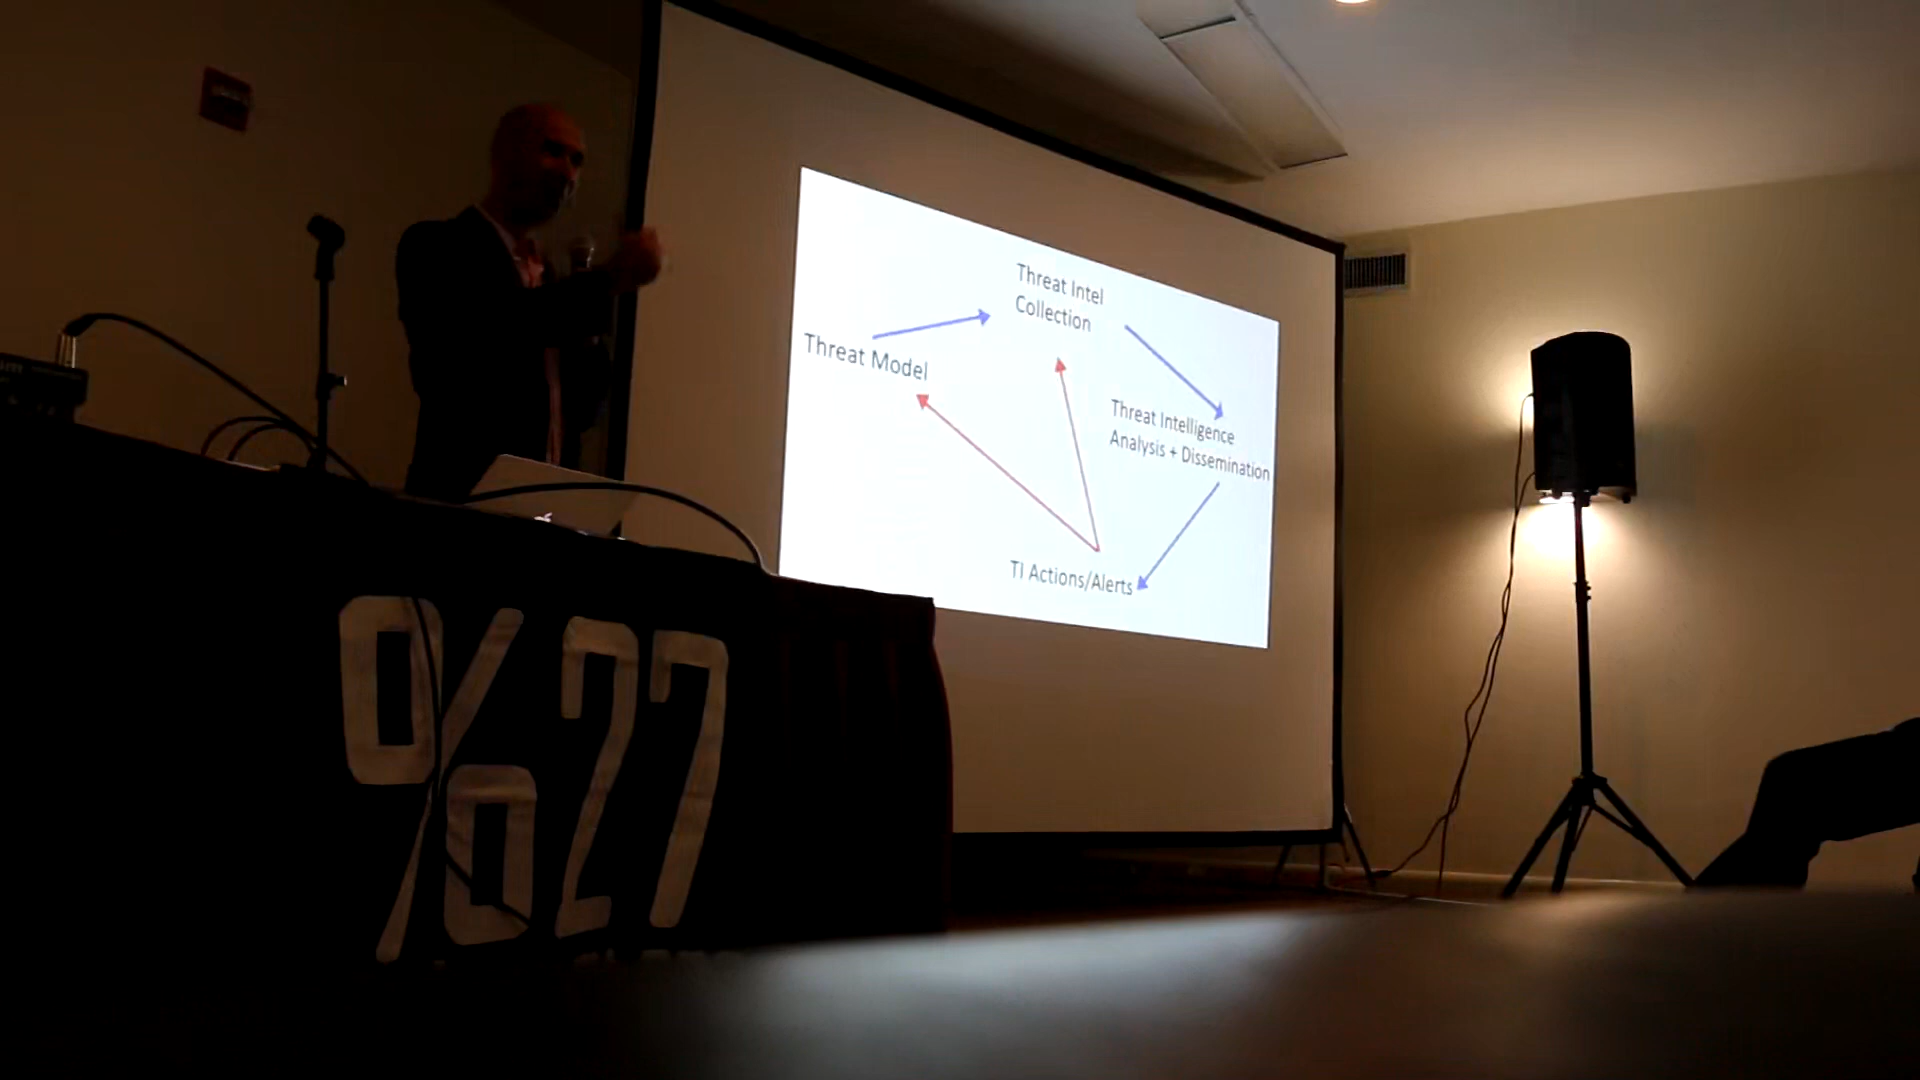 Threat Intel
Collection
Threat Model
Threat Intelligence
Analysis + Dissemination
TI Actions/Alerts
%27